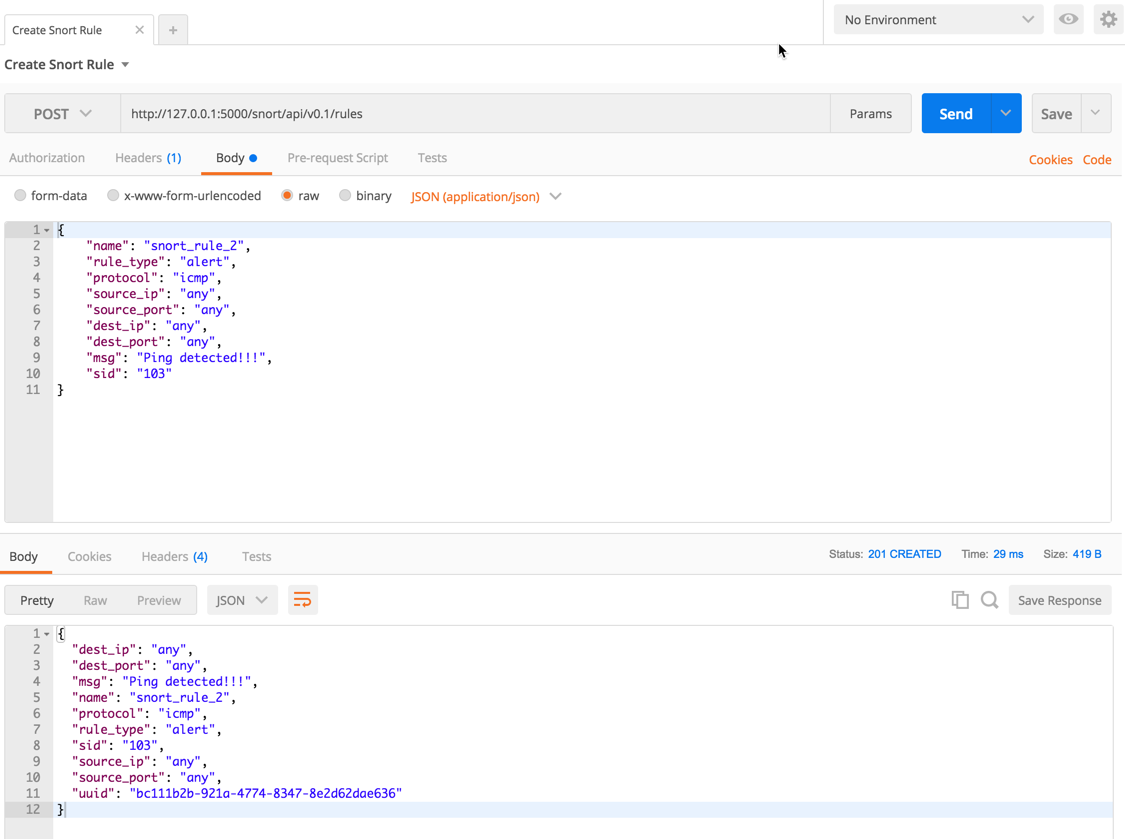 Create Snort Rule
No Environment
Create Snort Rule
POST http://127.0.0.1:5000/snort/api/v0.1/rules Params Send Save
Authorization Headers (1) Body Pre-request Script Tests Cookies Code
form-data x-www-form-urlencoded raw binary JSON (application/json)
1 {
2 "name": "snort_rule_2",
3 "rule_type": "alert",
4 "protocol": "icmp",
5 "source_ip": "any",
6 "source_port": "any",
7 "dest_ip": "any",
8 "dest_port": "any",
9 "msg": "Ping detected!!!",
10 "sid": "103"
11 }
Body Cookies Headers (4) Tests Status: 201 CREATED Time: 29 ms Size: 419 B
Pretty Raw Preview JSON Save Response
1 {
2 "dest_ip": "any",
3 "dest_port": "any",
4 "msg": "Ping detected!!!",
5 "name": "snort_rule_2",
6 "protocol": "icmp",
7 "rule_type": "alert",
8 "sid": "103",
9 "source_ip": "any",
10 "source_port": "any",
11 "uuid": "bc111b2b-921a-4774-8347-8e2d62dae636"
12 }